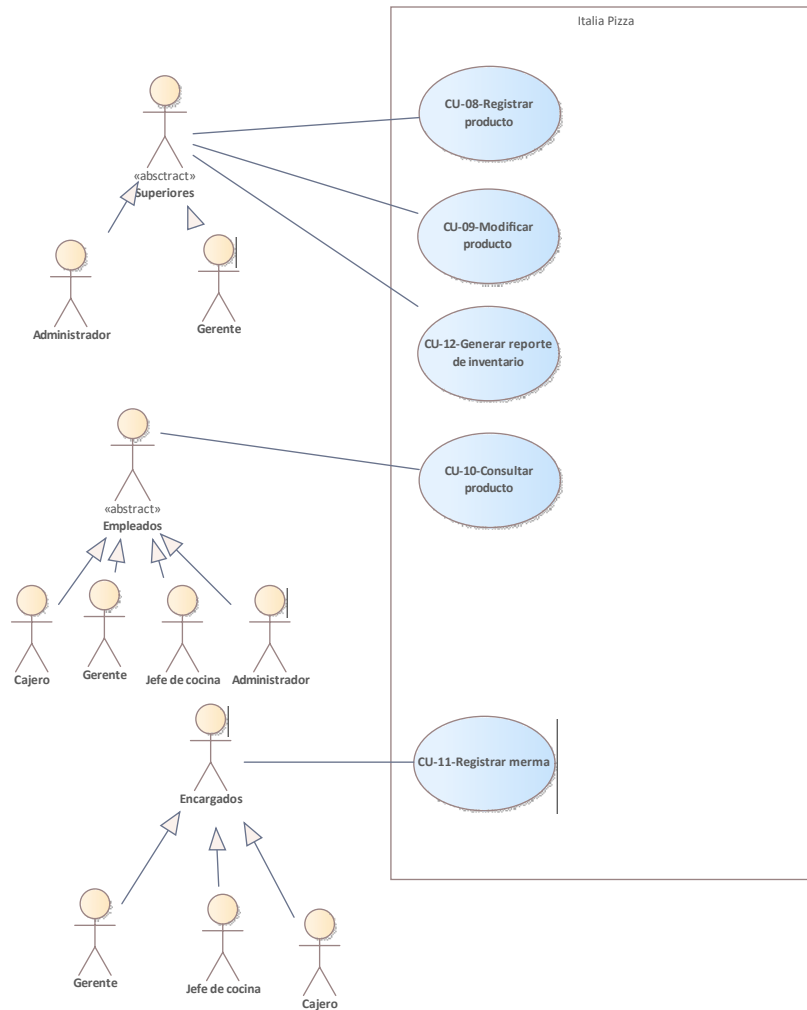 Italia Pizza
CU-08-Registrar
producto
«absctract»
Superiores
CU-09-Modificar
producto
Administrador
Gerente
CU-12-Generar reporte
de inventario
CU-10-Consultar
producto
«abstract»
Empleados
Cajero
Gerente
Jefe de cocina
Administrador
CU-11-Registrar merma
Encargados
Gerente
Jefe de cocina
Cajero